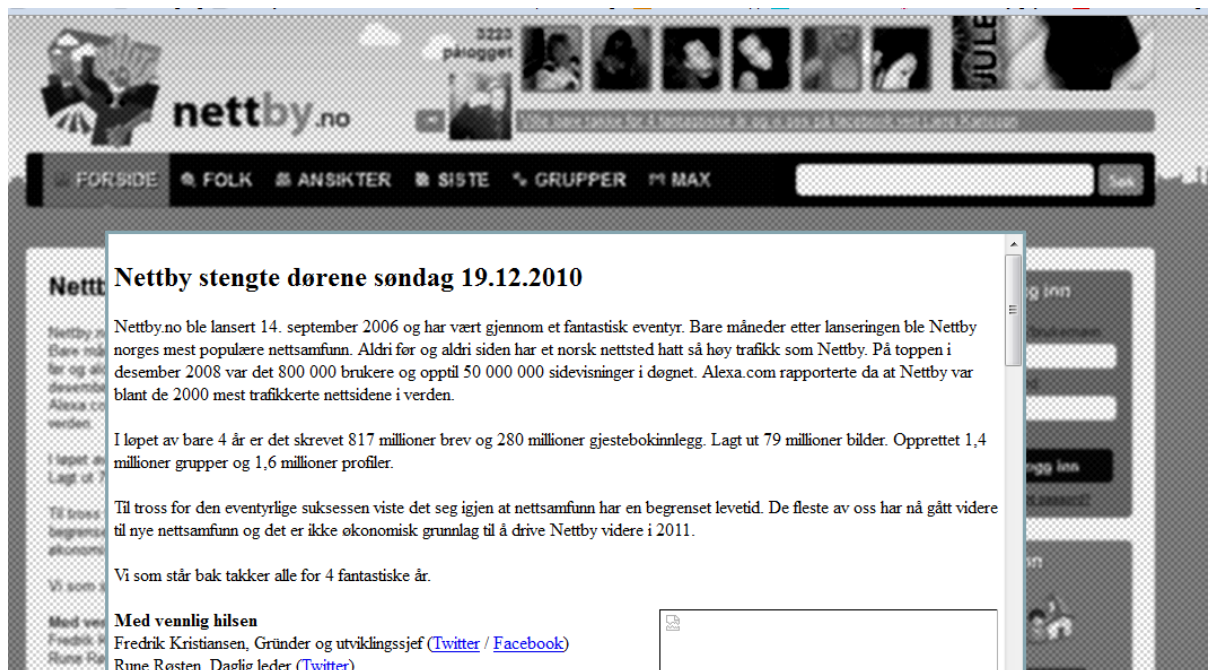 3223
pålogget
JULE
nettby.no
FORSIDE FOLK ANSIKTER SISTE GRUPPER MAX Søk
Nettby stengte dørene søndag 19.12.2010
Nettby.no ble lansert 14. september 2006 og har vært gjennom et fantastisk eventyr. Bare måneder etter lanseringen ble Nettby
norges mest populære nettsamfunn. Aldri før og aldri siden har et norsk nettsted hatt så høy trafikk som Nettby. På toppen i
desember 2008 var det 800 000 brukere og opptil 50 000 000 sidevisninger i døgnet. Alexa.com rapporterte da at Nettby var
blant de 2000 mest trafikkerte nettsidene i verden.
I løpet av bare 4 år er det skrevet 817 millioner brev og 280 millioner gjestebokinnlegg. Lagt ut 79 millioner bilder. Opprettet 1,4
millioner grupper og 1,6 millioner profiler.
Til tross for den eventyrlige suksessen viste det seg igjen at nettsamfunn har en begrenset levetid. De fleste av oss har nå gått videre
til nye nettsamfunn og det er ikke økonomisk grunnlag til å drive Nettby videre i 2011.
Vi som står bak takker alle for 4 fantastiske år.
Med vennlig hilsen
Fredrik Kristiansen, Gründer og utviklingssjef (Twitter / Facebook)
Rune Røsten, Daglig leder (Twitter)